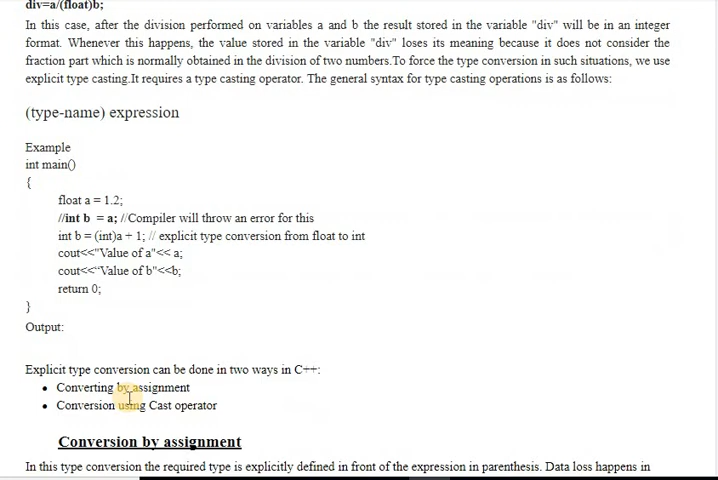 div=a/(float)b;
In this case, after the division performed on variables a and b the result stored in the variable "div" will be in an integer
format. Whenever this happens, the value stored in the variable "div" loses its meaning because it does not consider the
fraction part which is normally obtained in the division of two numbers.To force the type conversion in such situations, we use
explicit type casting.It requires a type casting operator. The general syntax for type casting operations is as follows:
(type-name) expression
Example
int main()
{
float a = 1.2;
//int b = a; //Compiler will throw an error for this
int b = (int)a + 1; // explicit type conversion from float to int
cout<<"Value of a"<< a;
cout<<"Value of b"<<b;
return 0;
}
Output:
Explicit type conversion can be done in two ways in C++:
• Converting by assignment
• Conversion using Cast operator
Conversion by assignment
In this type conversion the required type is explicitly defined in front of the expression in parenthesis. Data loss happens in